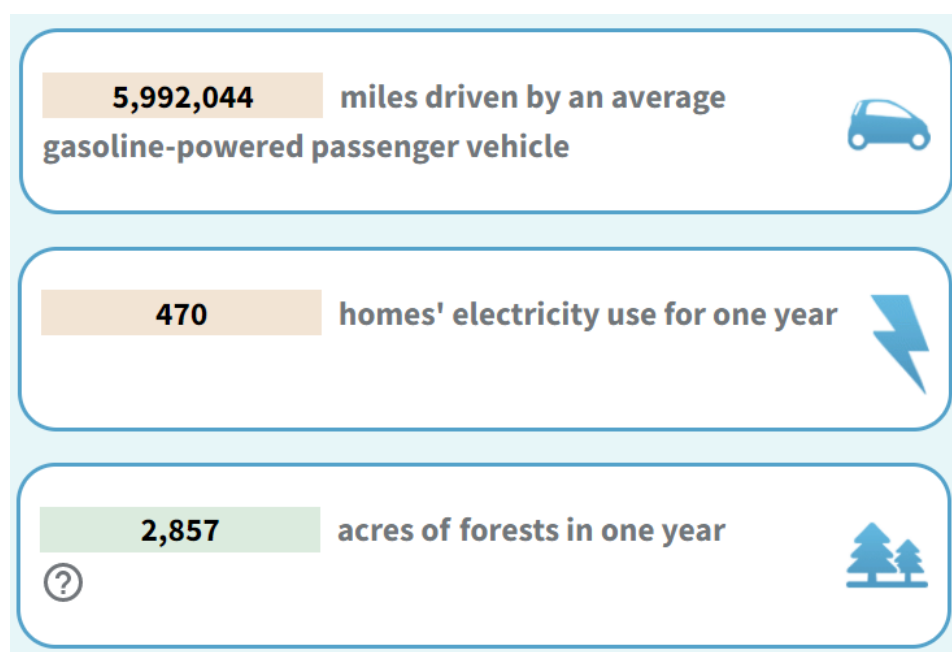 5,992,044 miles driven by an average
gasoline-powered passenger vehicle
470 homes' electricity use for one year
2,857 acres of forests in one year
?